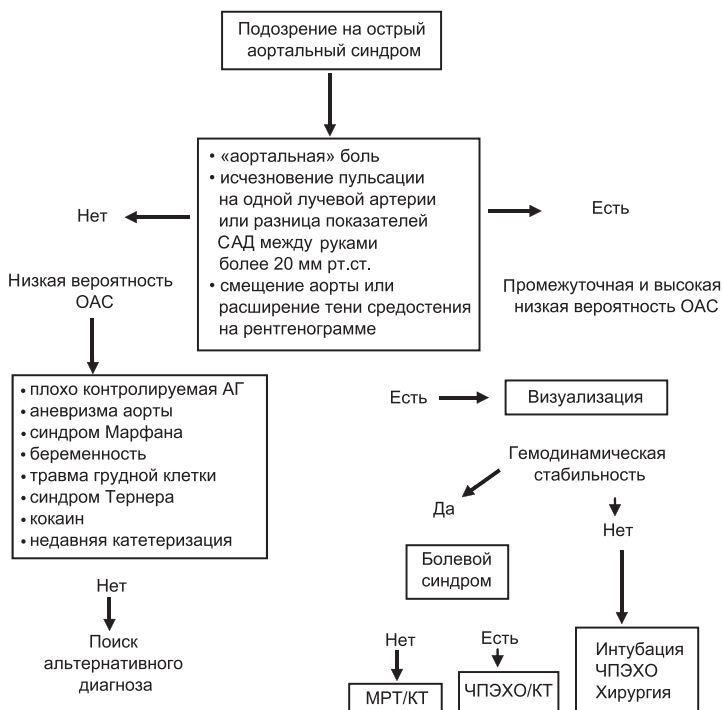 Подозрение на острый
аортальный синдром
• «аортальная» боль
• исчезновение пульсации
на одной лучевой артерии
или разница показателей
САД между руками
более 20 мм рт.ст.
• смещение аорты или
расширение тени средостения
на рентгенограмме
Нет
Есть
Низкая вероятность
ОАС
Промежуточная и высокая
низкая вероятность ОАС
• плохо контролируемая АГ
• аневризма аорты
• синдром Марфана
• беременность
• травма грудной клетки
• синдром Тернера
• кокаин
• недавняя катетеризация
Есть
Визуализация
Гемодинамическая
стабильность
Да
Нет
Болевой
синдром
Нет
Поиск
альтернативного
диагноза
Нет
Есть
МРТ/КТ
ЧПЭХО/КТ
Интубация
ЧПЭХО
Хирургия